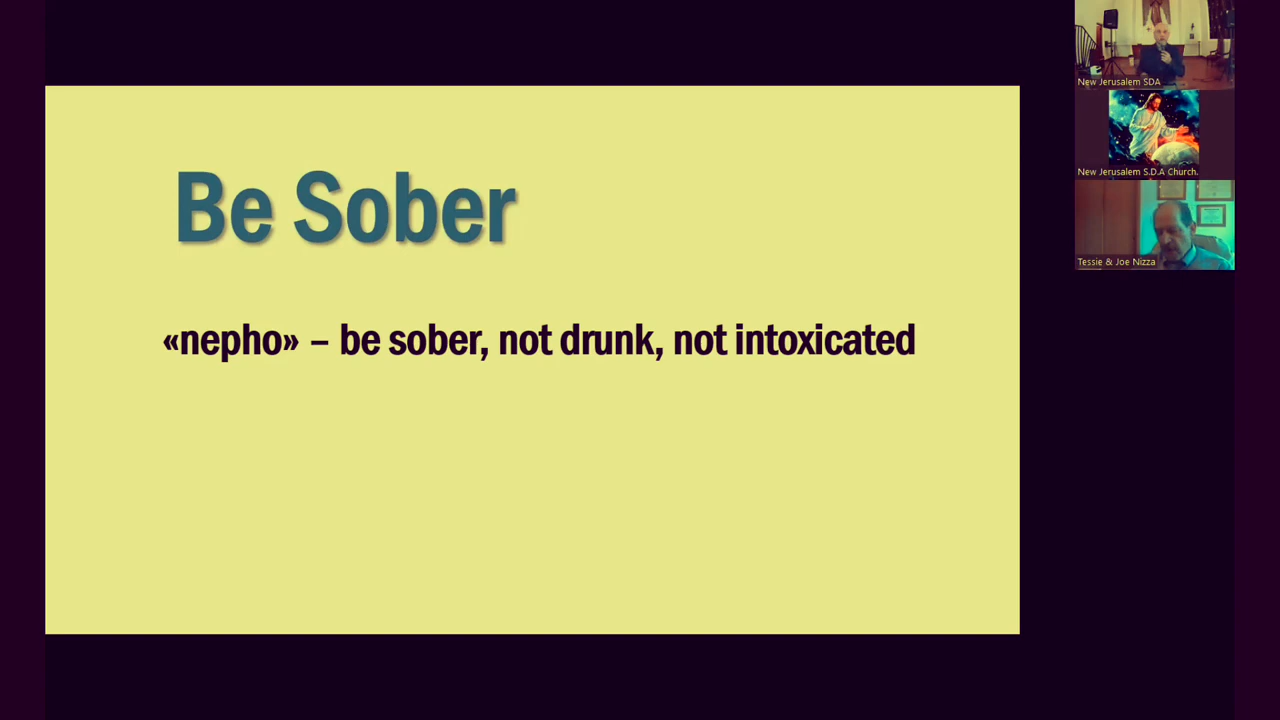 Be Sober
«nepho» – be sober, not drunk, not intoxicated
New Jerusalem SDA
New Jerusalem S.D.A Church.
Tessie & Joe Nizza